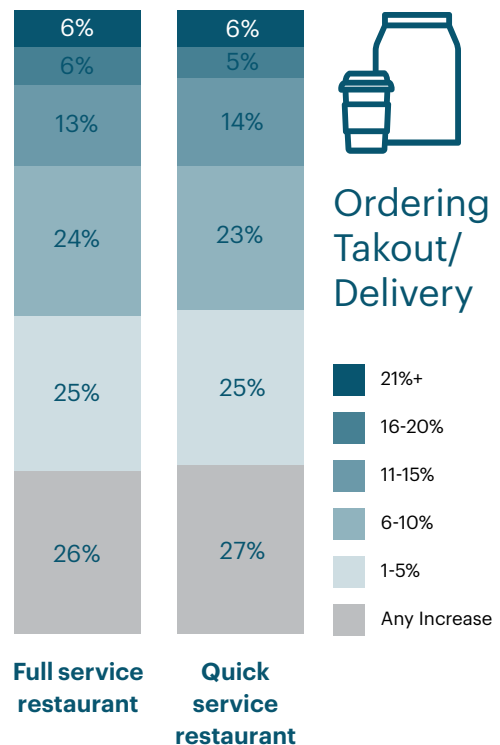 6%
6%
13%
24%
25%
26%
Full service
restaurant
6%
5%
14%
23%
25%
27%
Quick
service
restaurant
Ordering
Takout/
Delivery
21%+
16-20%
11-15%
6-10%
1-5%
Any Increase